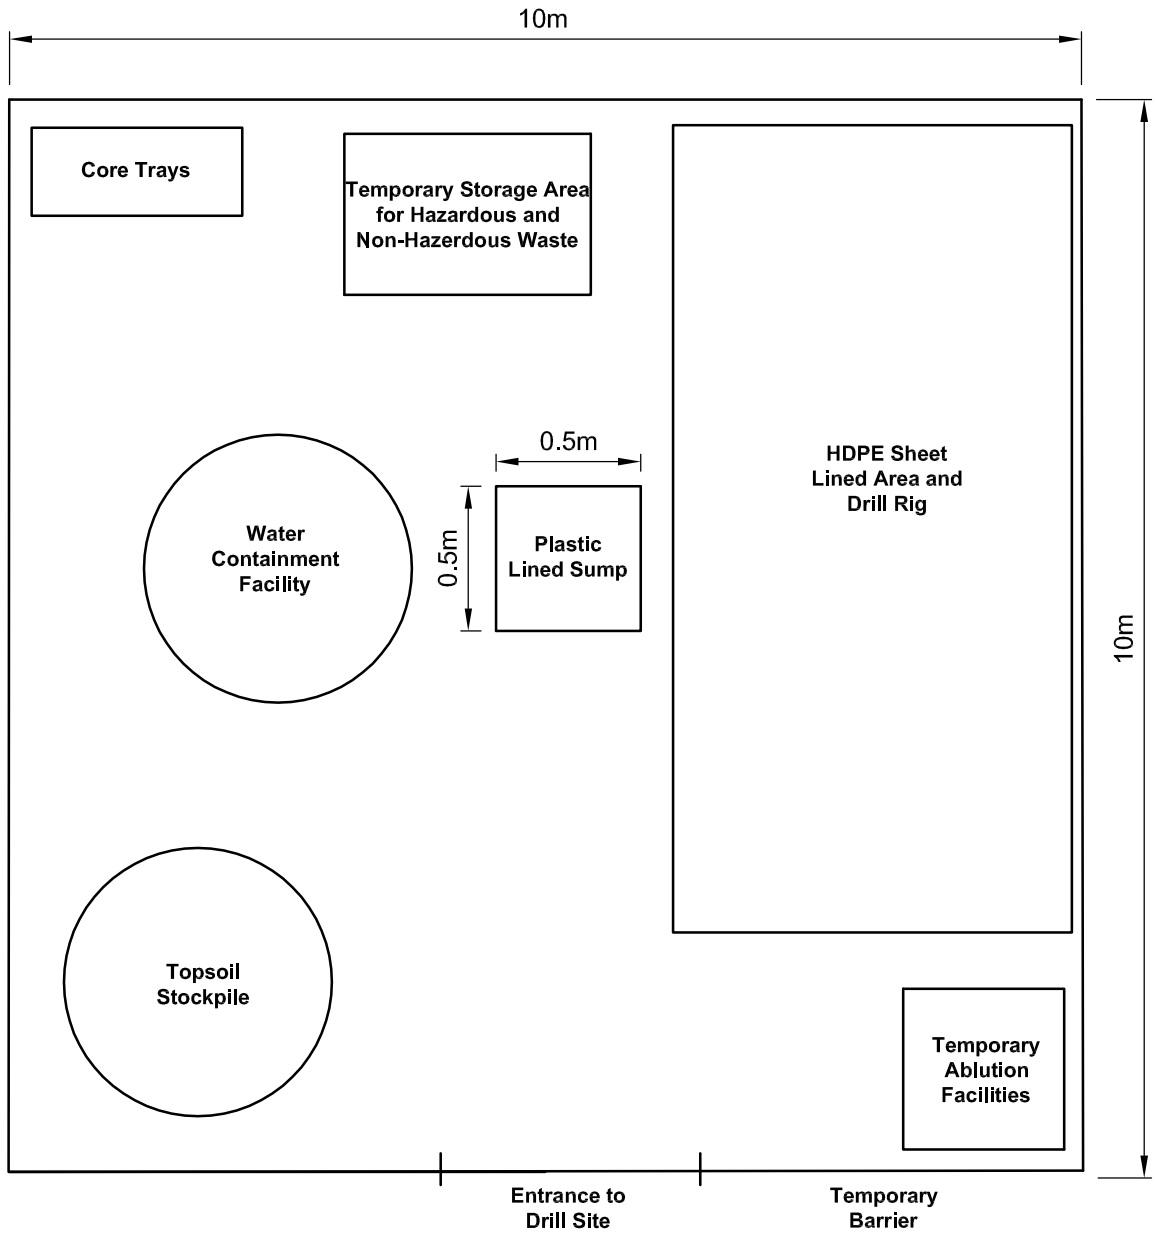 10m
Core Trays
Temporary Storage Area
for Hazardous and
Non-Hazerdous Waste
HDPE Sheet
Lined Area and
Drill Rig
0.5m
0.5m
Plastic
Lined Sump
Water
Containment
Facility
10m
Topsoil
Stockpile
Temporary
Ablution
Facilities
Entrance to
Drill Site
Temporary
Barrier